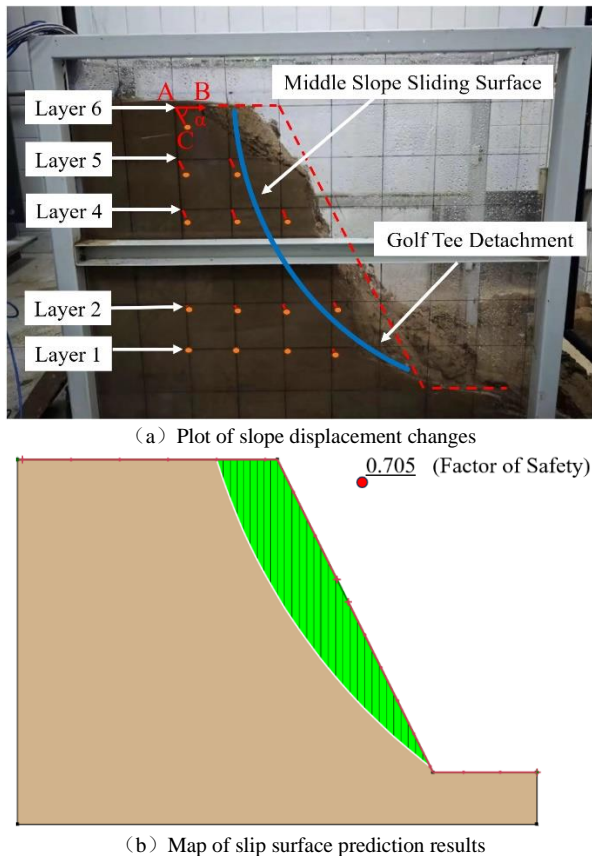 Middle Slope Sliding Surface
A B
Layer 6
α
C
Layer 5
Layer 4
Golf Tee Detachment
Layer 2
Layer 1
（a）Plot of slope displacement changes
0.705 (Factor of Safety)
（b）Map of slip surface prediction results